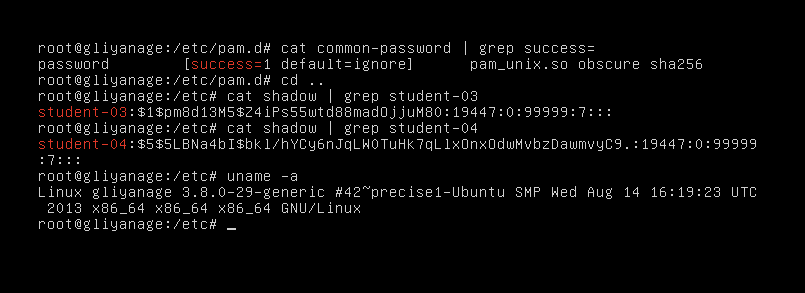 root@gliyanage:/etc/pam.d# cat common-password | grep success=
password        [success=1 default=ignore]      pam_unix.so obscure sha256
root@gliyanage:/etc/pam.d# cd ..
root@gliyanage:/etc# cat shadow | grep student-03
student-03:$1$pm8d13M5$Z4iPs55wtd88madOjjuM80:19447:0:99999:7:::
root@gliyanage:/etc# cat shadow | grep student-04
student-04:$5$5LBNa4bI$bkl/hYCy6nJqLW0TuHk7qLlxOnxOdwMvbzDawmvyC9.:19447:0:99999
:7:::
root@gliyanage:/etc# uname -a
Linux gliyanage 3.8.0-29-generic #42~precise1-Ubuntu SMP Wed Aug 14 16:19:23 UTC
 2013 x86_64 x86_64 x86_64 GNU/Linux
root@gliyanage:/etc# _